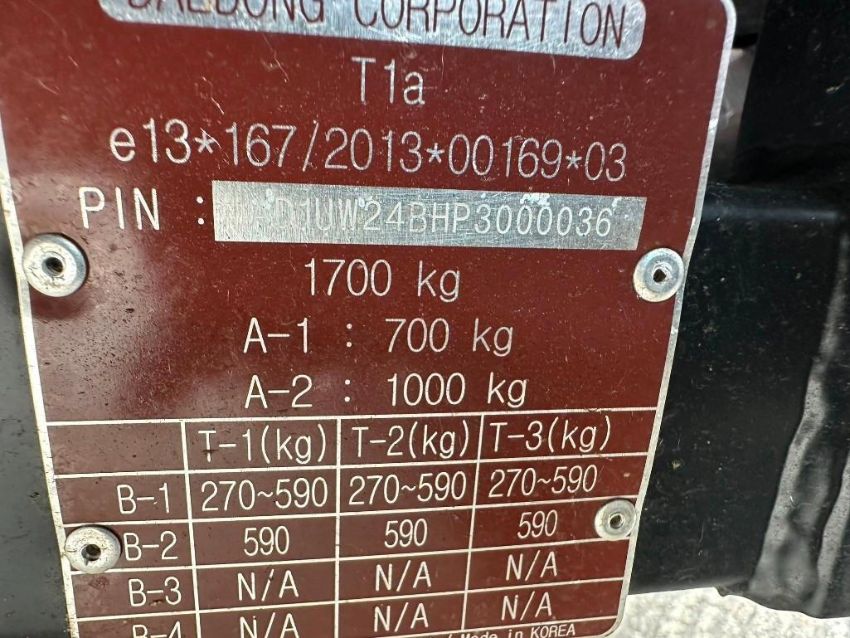 DAEDONG CORPORATION
T1a
e13*167/2013*00169*03
PIN : D1UW24BHP3000036
1700 kg
A-1 : 700 kg
A-2 : 1000 kg
T-1(kg) T-2(kg) T-3(kg)
B-1 270~590 270~590 270~590
B-2 590 590 590
B-3 N/A N/A N/A
B-4 N/A N/A N/A
Made in KOREA